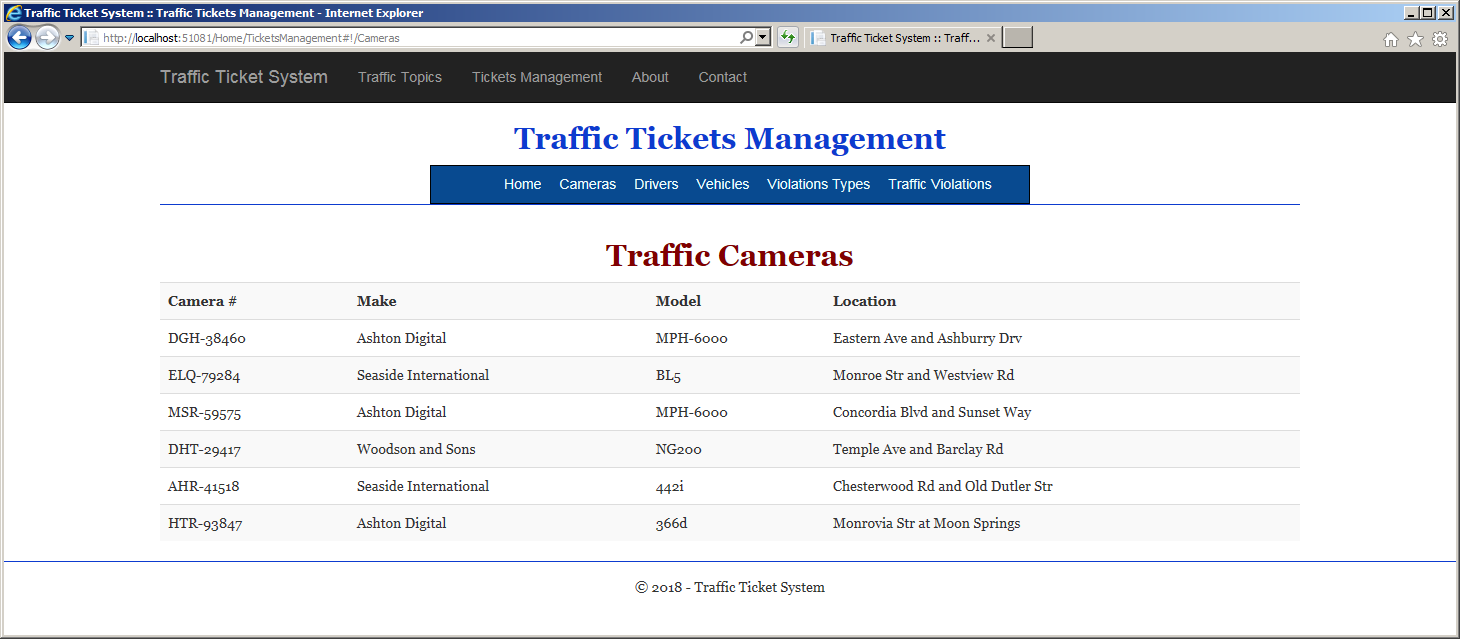 Traffic Ticket System :: Traffic Tickets Management - Internet Explorer
http://localhost:51081/Home/TicketsManagement#!/Cameras
Traffic Ticket System :: Traff...
Traffic Ticket System Traffic Topics Tickets Management About Contact
Traffic Tickets Management
Home Cameras Drivers Vehicles Violations Types Traffic Violations
Traffic Cameras
Camera # Make Model Location
DGH-38460 Ashton Digital MPH-6000 Eastern Ave and Ashburry Drv
ELQ-79284 Seaside International BL5 Monroe Str and Westview Rd
MSR-59575 Ashton Digital MPH-6000 Concordia Blvd and Sunset Way
DHT-29417 Woodson and Sons NG200 Temple Ave and Barclay Rd
AHR-41518 Seaside International 442i Chesterwood Rd and Old Dutler Str
HTR-93847 Ashton Digital 366d Monrovia Str at Moon Springs
© 2018 - Traffic Ticket System